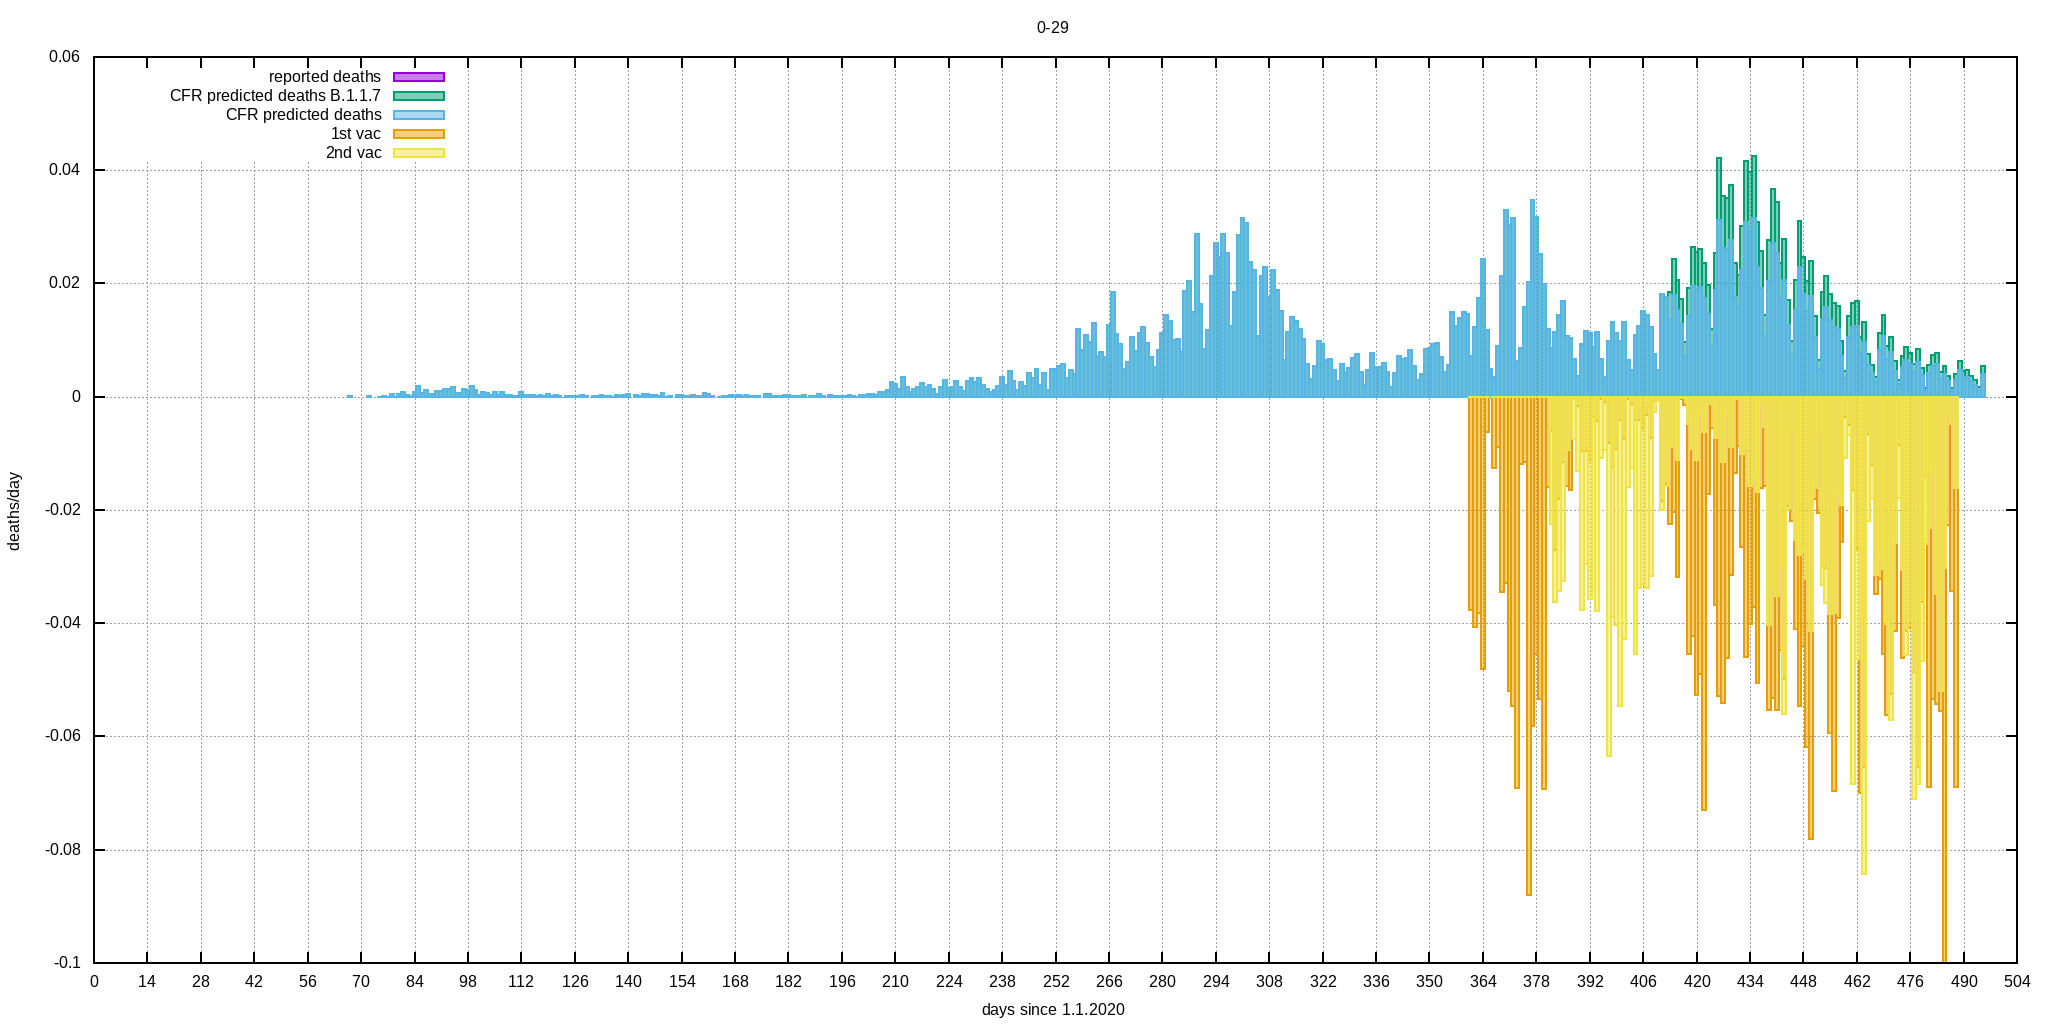 0-29
reported deaths
CFR predicted deaths B.1.1.7
CFR predicted deaths
1st vac
2nd vac
0.06
0.04
0.02
0
-0.02
-0.04
-0.06
-0.08
-0.1
deaths/day
0 14 28 42 56 70 84 98 112 126 140 154 168 182 196 210 224 238 252 266 280 294 308 322 336 350 364 378 392 406 420 434 448 462 476 490 504
days since 1.1.2020